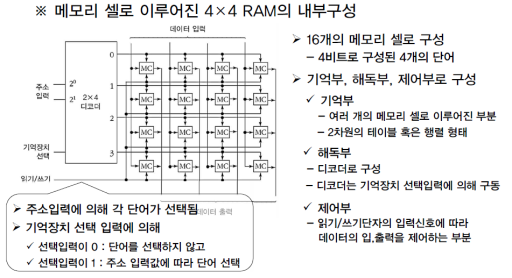 ※ 메모리 셀로 이루어진 4×4 RAM의 내부구성
데이터 입력
0
MC MC MC MC
주소
입력
2⁰
2¹
2×4
디코더
1
MC MC MC MC
2
MC MC MC MC
기억장치
선택
3
MC MC MC MC
읽기/쓰기
데이터 출력
➢ 주소입력에 의해 각 단어가 선택됨
➢ 기억장치 선택 입력에 의해
✓ 선택입력이 0 : 단어를 선택하지 않고
✓ 선택입력이 1 : 주소 입력값에 따라 단어 선택
➢ 16개의 메모리 셀로 구성
– 4비트로 구성된 4개의 단어
➢ 기억부, 해독부, 제어부로 구성
✓ 기억부
– 여러 개의 메모리 셀로 이루어진 부분
– 2차원의 테이블 혹은 행렬 형태
✓ 해독부
– 디코더로 구성
– 디코더는 기억장치 선택입력에 의해 구동
✓ 제어부
– 읽기/쓰기단자의 입력신호에 따라
데이터의 입,출력을 제어하는 부분